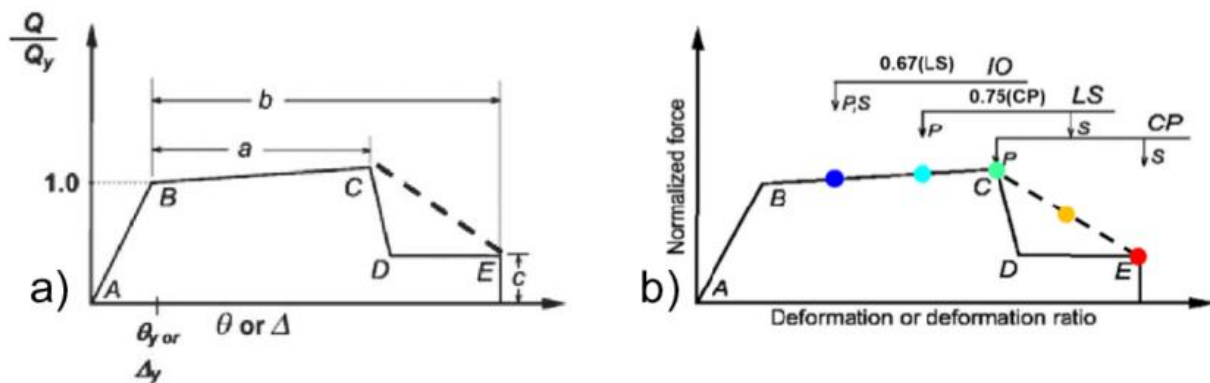 Q
Q_y
b
a
1.0
B
C
A
D
E
c
a)
θ_y or
Δ_y
θ or Δ
0.67(LS) IO
P,S
0.75(CP) LS
P
S
CP
P
S
Normalized force
B
C
A
D
E
b)
Deformation or deformation ratio